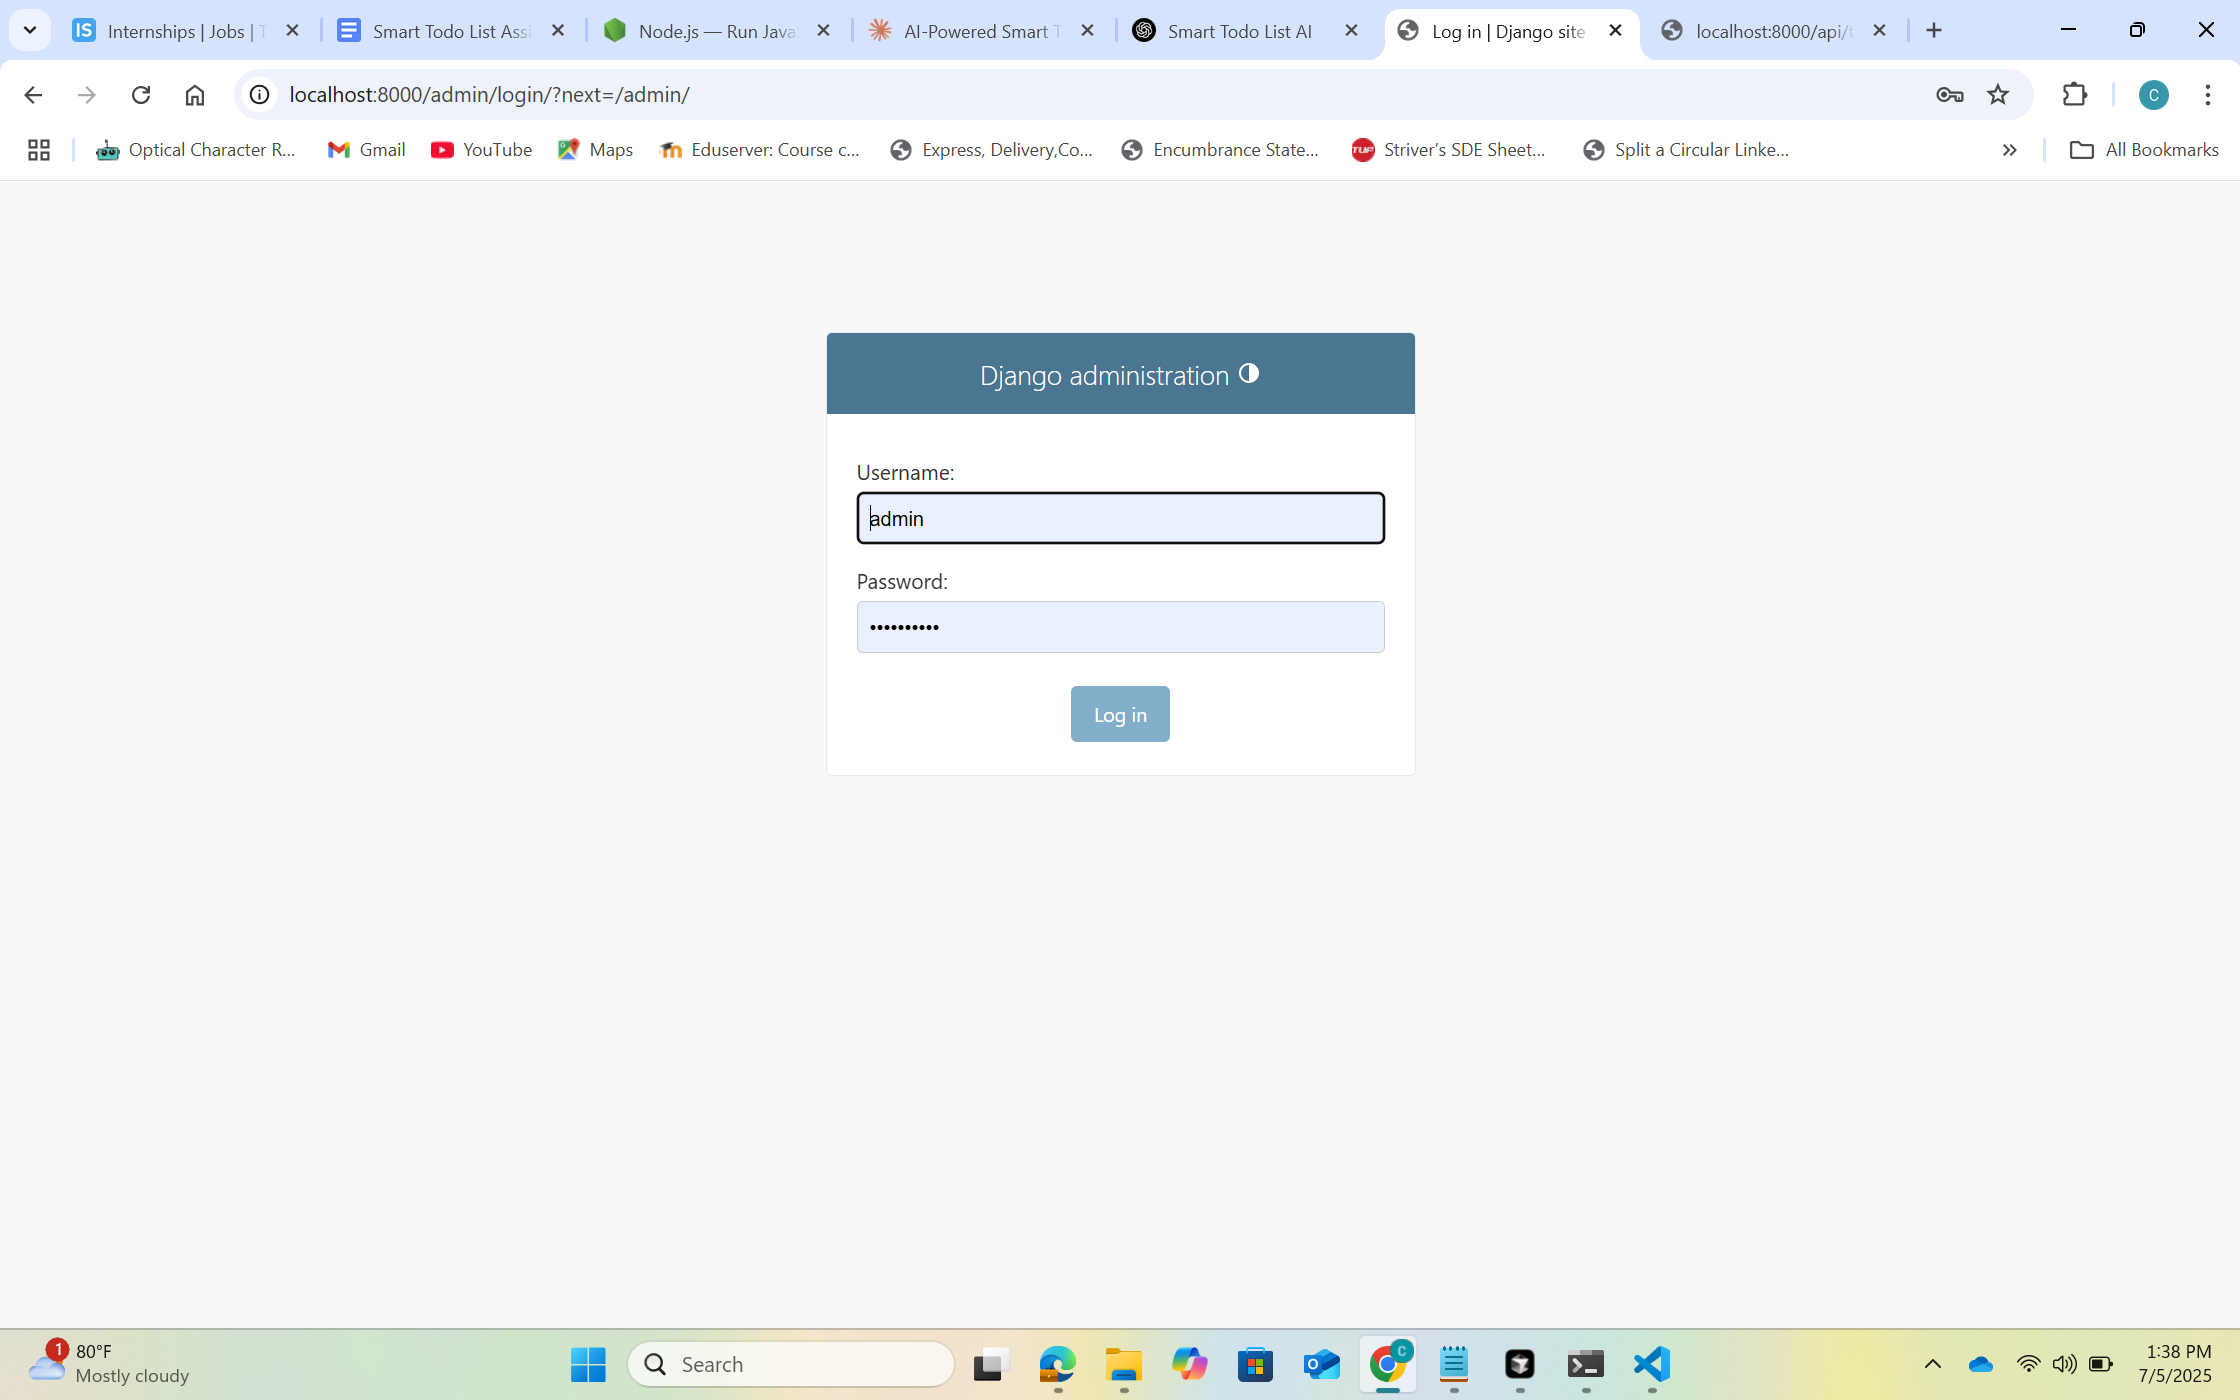 IS Internships | Jobs | T
Smart Todo List Assi
Node.js — Run Java
AI-Powered Smart T
Smart Todo List AI
Log in | Django site
localhost:8000/api/t
localhost:8000/admin/login/?next=/admin/
C
Optical Character R...
Gmail
YouTube
Maps
Eduserver: Course c...
Express, Delivery,Co...
Encumbrance State...
TUF Striver's SDE Sheet...
Split a Circular Linke...
All Bookmarks
Django administration
Username:
admin
Password:
Log in
1
80°F
Mostly cloudy
Search
C
1:38 PM
7/5/2025